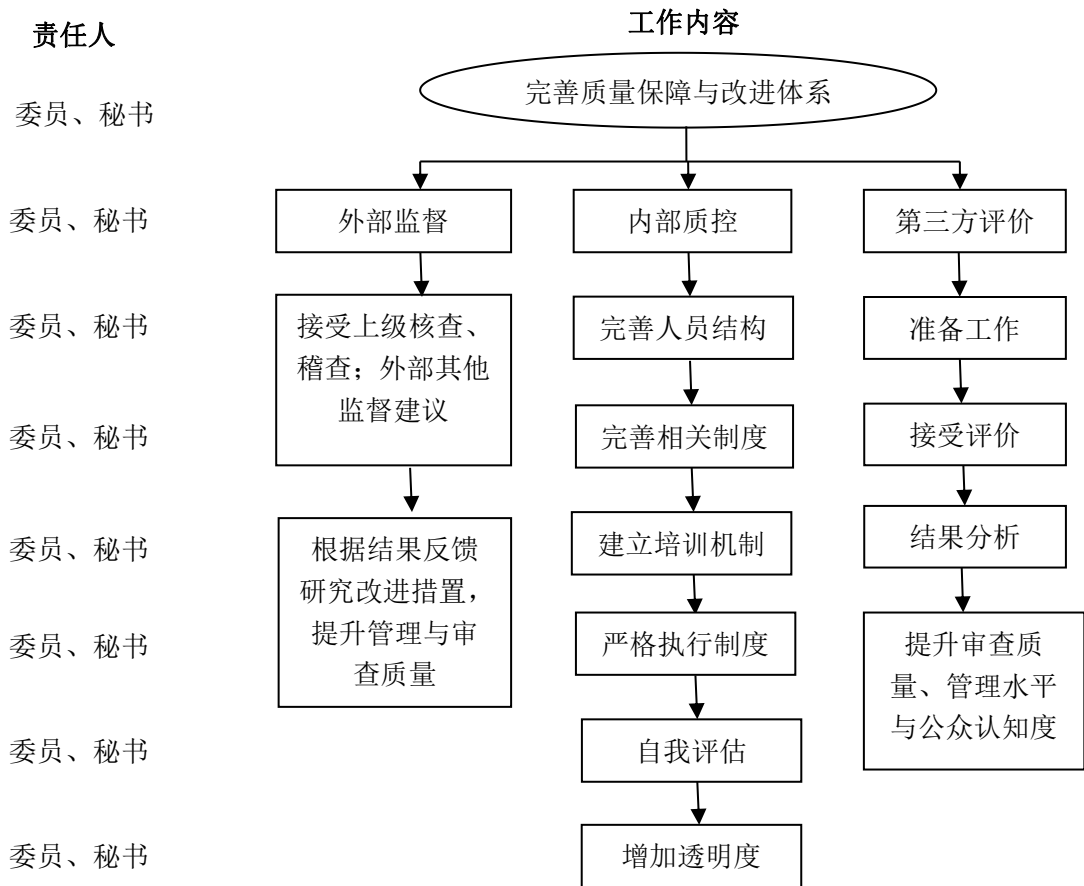 责任人
工作内容
委员、秘书
完善质量保障与改进体系
委员、秘书
外部监督
内部质控
第三方评价
委员、秘书
接受上级核查、
稽查；外部其他
监督建议
完善人员结构
准备工作
委员、秘书
完善相关制度
接受评价
委员、秘书
根据结果反馈
研究改进措置，
提升管理与审
查质量
建立培训机制
结果分析
委员、秘书
严格执行制度
提升审查质
量、管理水平
与公众认知度
委员、秘书
自我评估
委员、秘书
增加透明度